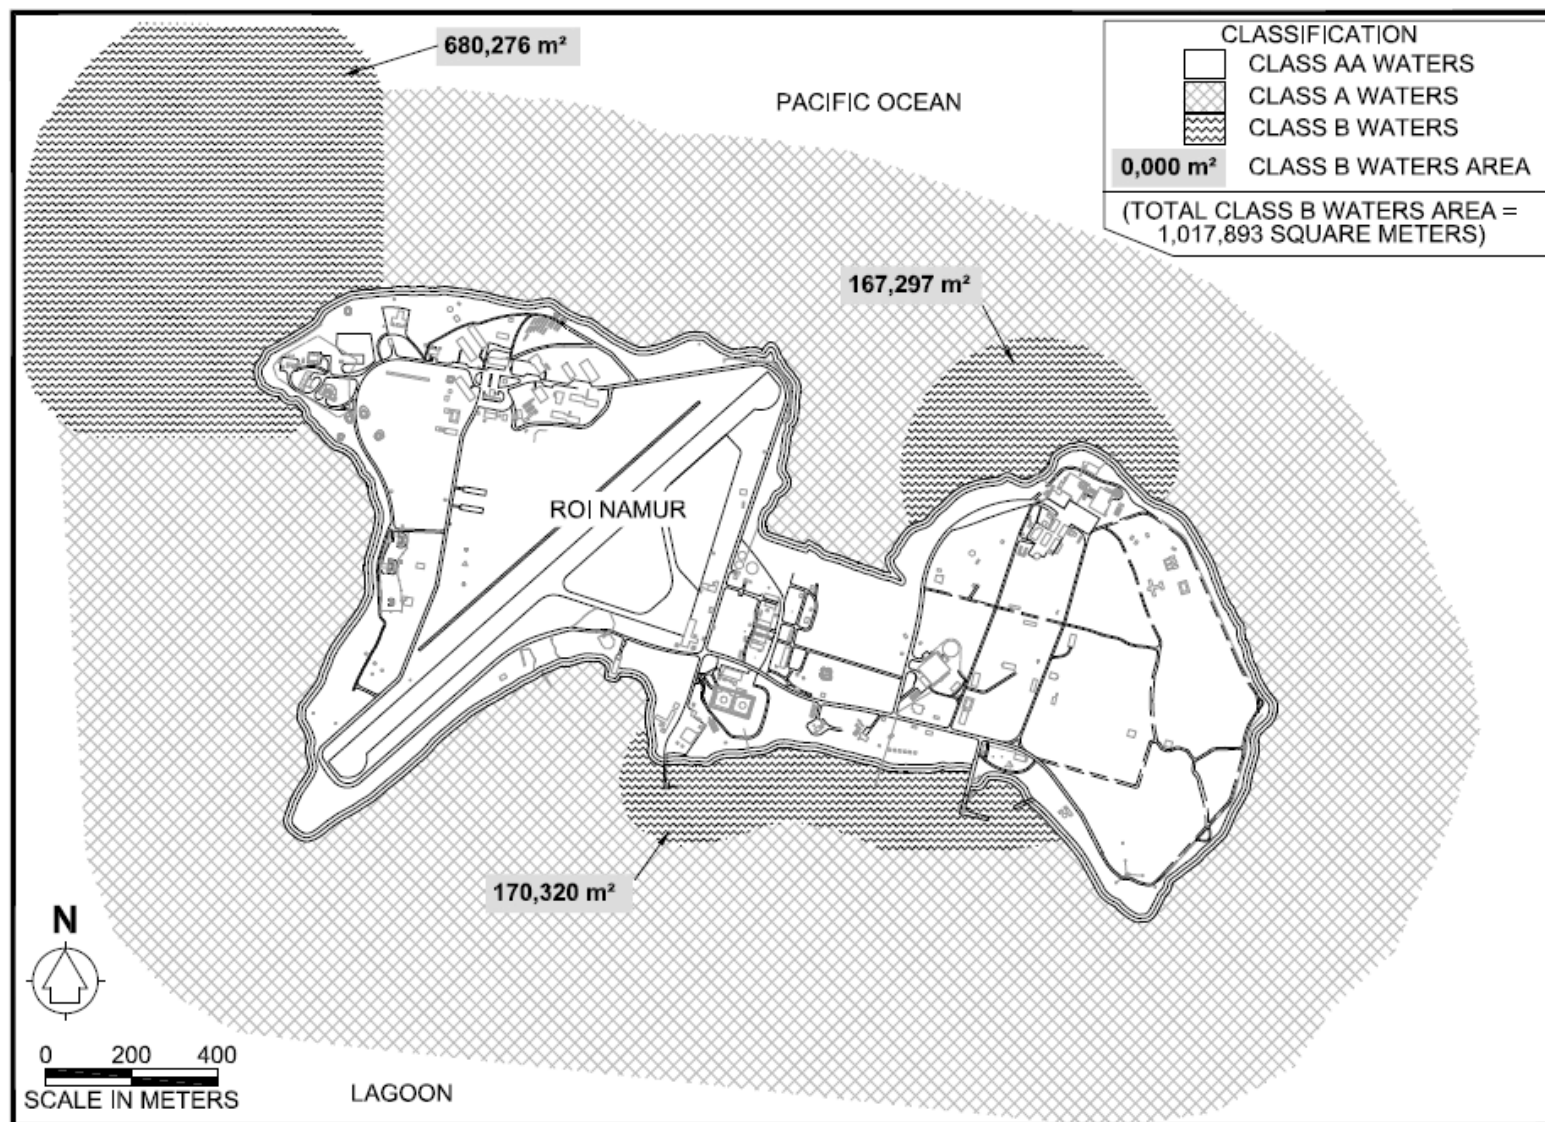 680,276 m²
PACIFIC OCEAN
CLASSIFICATION
CLASS AA WATERS
CLASS A WATERS
CLASS B WATERS
0,000 m² CLASS B WATERS AREA
(TOTAL CLASS B WATERS AREA =
1,017,893 SQUARE METERS)
167,297 m²
ROI NAMUR
170,320 m²
N
0 200 400
SCALE IN METERS
LAGOON